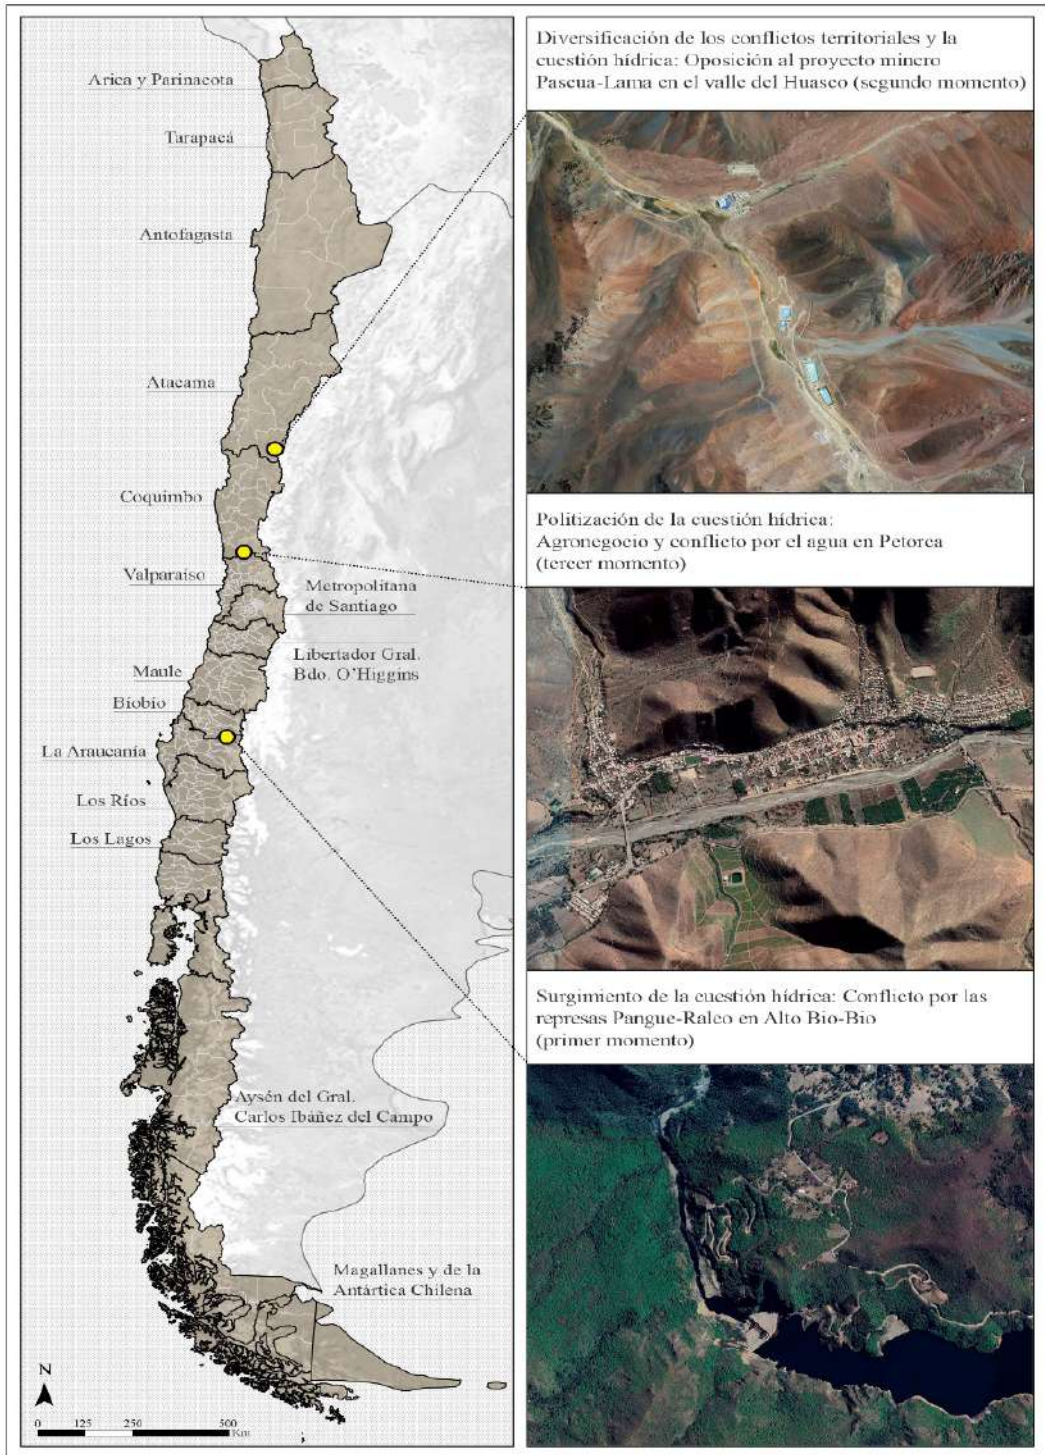 Arica y Parinacota
Tarapacá
Antofagasta
Atacama
Coquimbo
Valparaíso
Metropolitana
de Santiago
Libertador Gral.
Bdo. O'Higgins
Maule
Bíobío
La Araucanía
Los Ríos
Los Lagos
Aysén del Gral.
Carlos Ibáñez del Campo
Magallanes y de la
Antártica Chilena
N
0 125 250 500
Km
Diversificación de los conflictos territoriales y la
cuestión hídrica: Oposición al proyecto minero
Pascua-Lama en el valle del Huasco (segundo momento)
Politización de la cuestión hídrica:
Agronegocio y conflicto por el agua en Petorca
(tercer momento)
Surgimiento de la cuestión hídrica: Conflicto por las
represas Pangue-Ralco en Alto Bio-Bio
(primer momento)